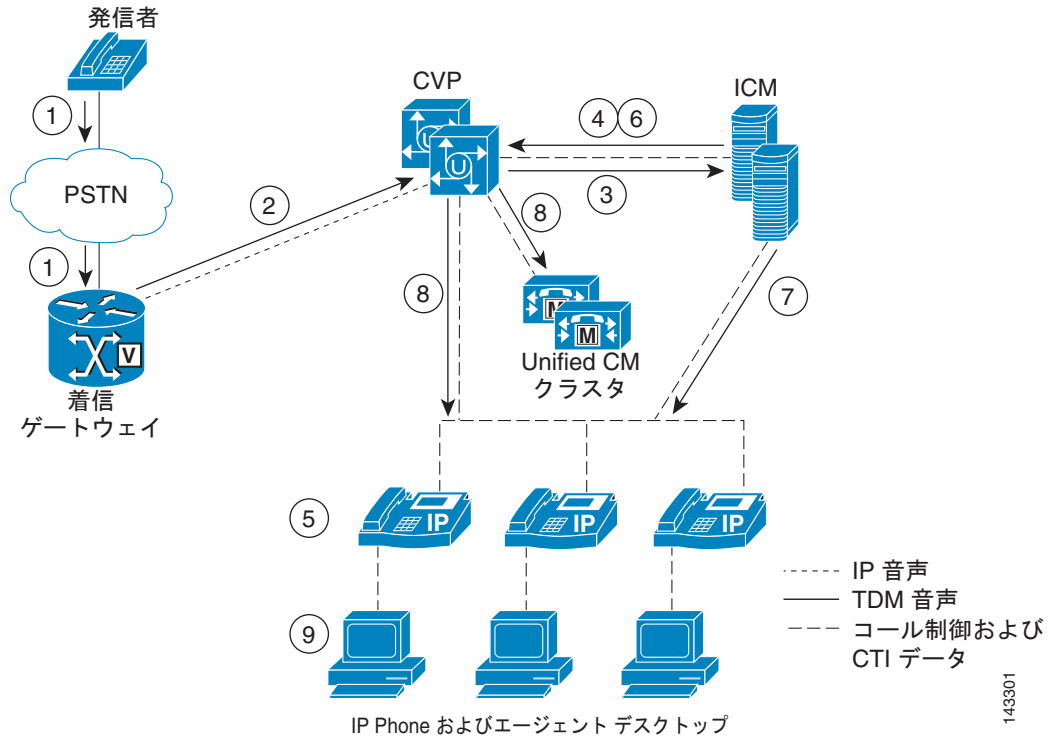 発信者
CVP
ICM
1
4 6
PSTN
2
3
8
U
U
1
8
7
M
M
V
Unified CM
クラスタ
着信
ゲートウェイ
5
IP
IP
IP
IP 音声
TDM 音声
9
コール制御および
CTI データ
IP Phone およびエージェント デスクトップ
143301